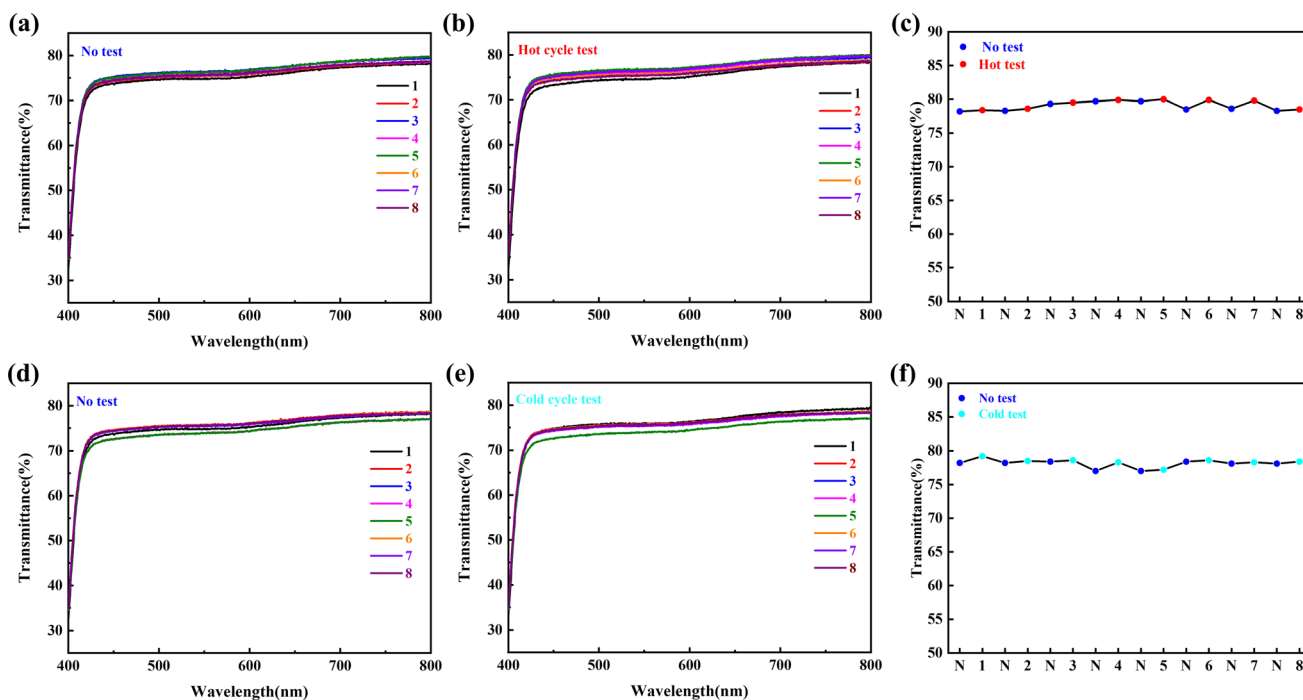 (a)
No test
80
70
60
50
40
30
Transmittance(%)
1
2
3
4
5
6
7
8
400 500 600 700 800
Wavelength(nm)
(b)
Hot cycle test
80
70
60
50
40
30
Transmittance(%)
1
2
3
4
5
6
7
8
400 500 600 700 800
Wavelength(nm)
(c)
No test
Hot test
90
85
80
75
70
65
60
55
50
Transmittance(%)
N 1 N 2 N 3 N 4 N 5 N 6 N 7 N 8
(d)
No test
80
70
60
50
40
30
Transmittance(%)
1
2
3
4
5
6
7
8
400 500 600 700 800
Wavelength(nm)
(e)
Cold cycle test
80
70
60
50
40
30
Transmittance(%)
1
2
3
4
5
6
7
8
400 500 600 700 800
Wavelength(nm)
(f)
No test
Cold test
90
85
80
75
70
65
60
55
50
Transmittance(%)
N 1 N 2 N 3 N 4 N 5 N 6 N 7 N 8